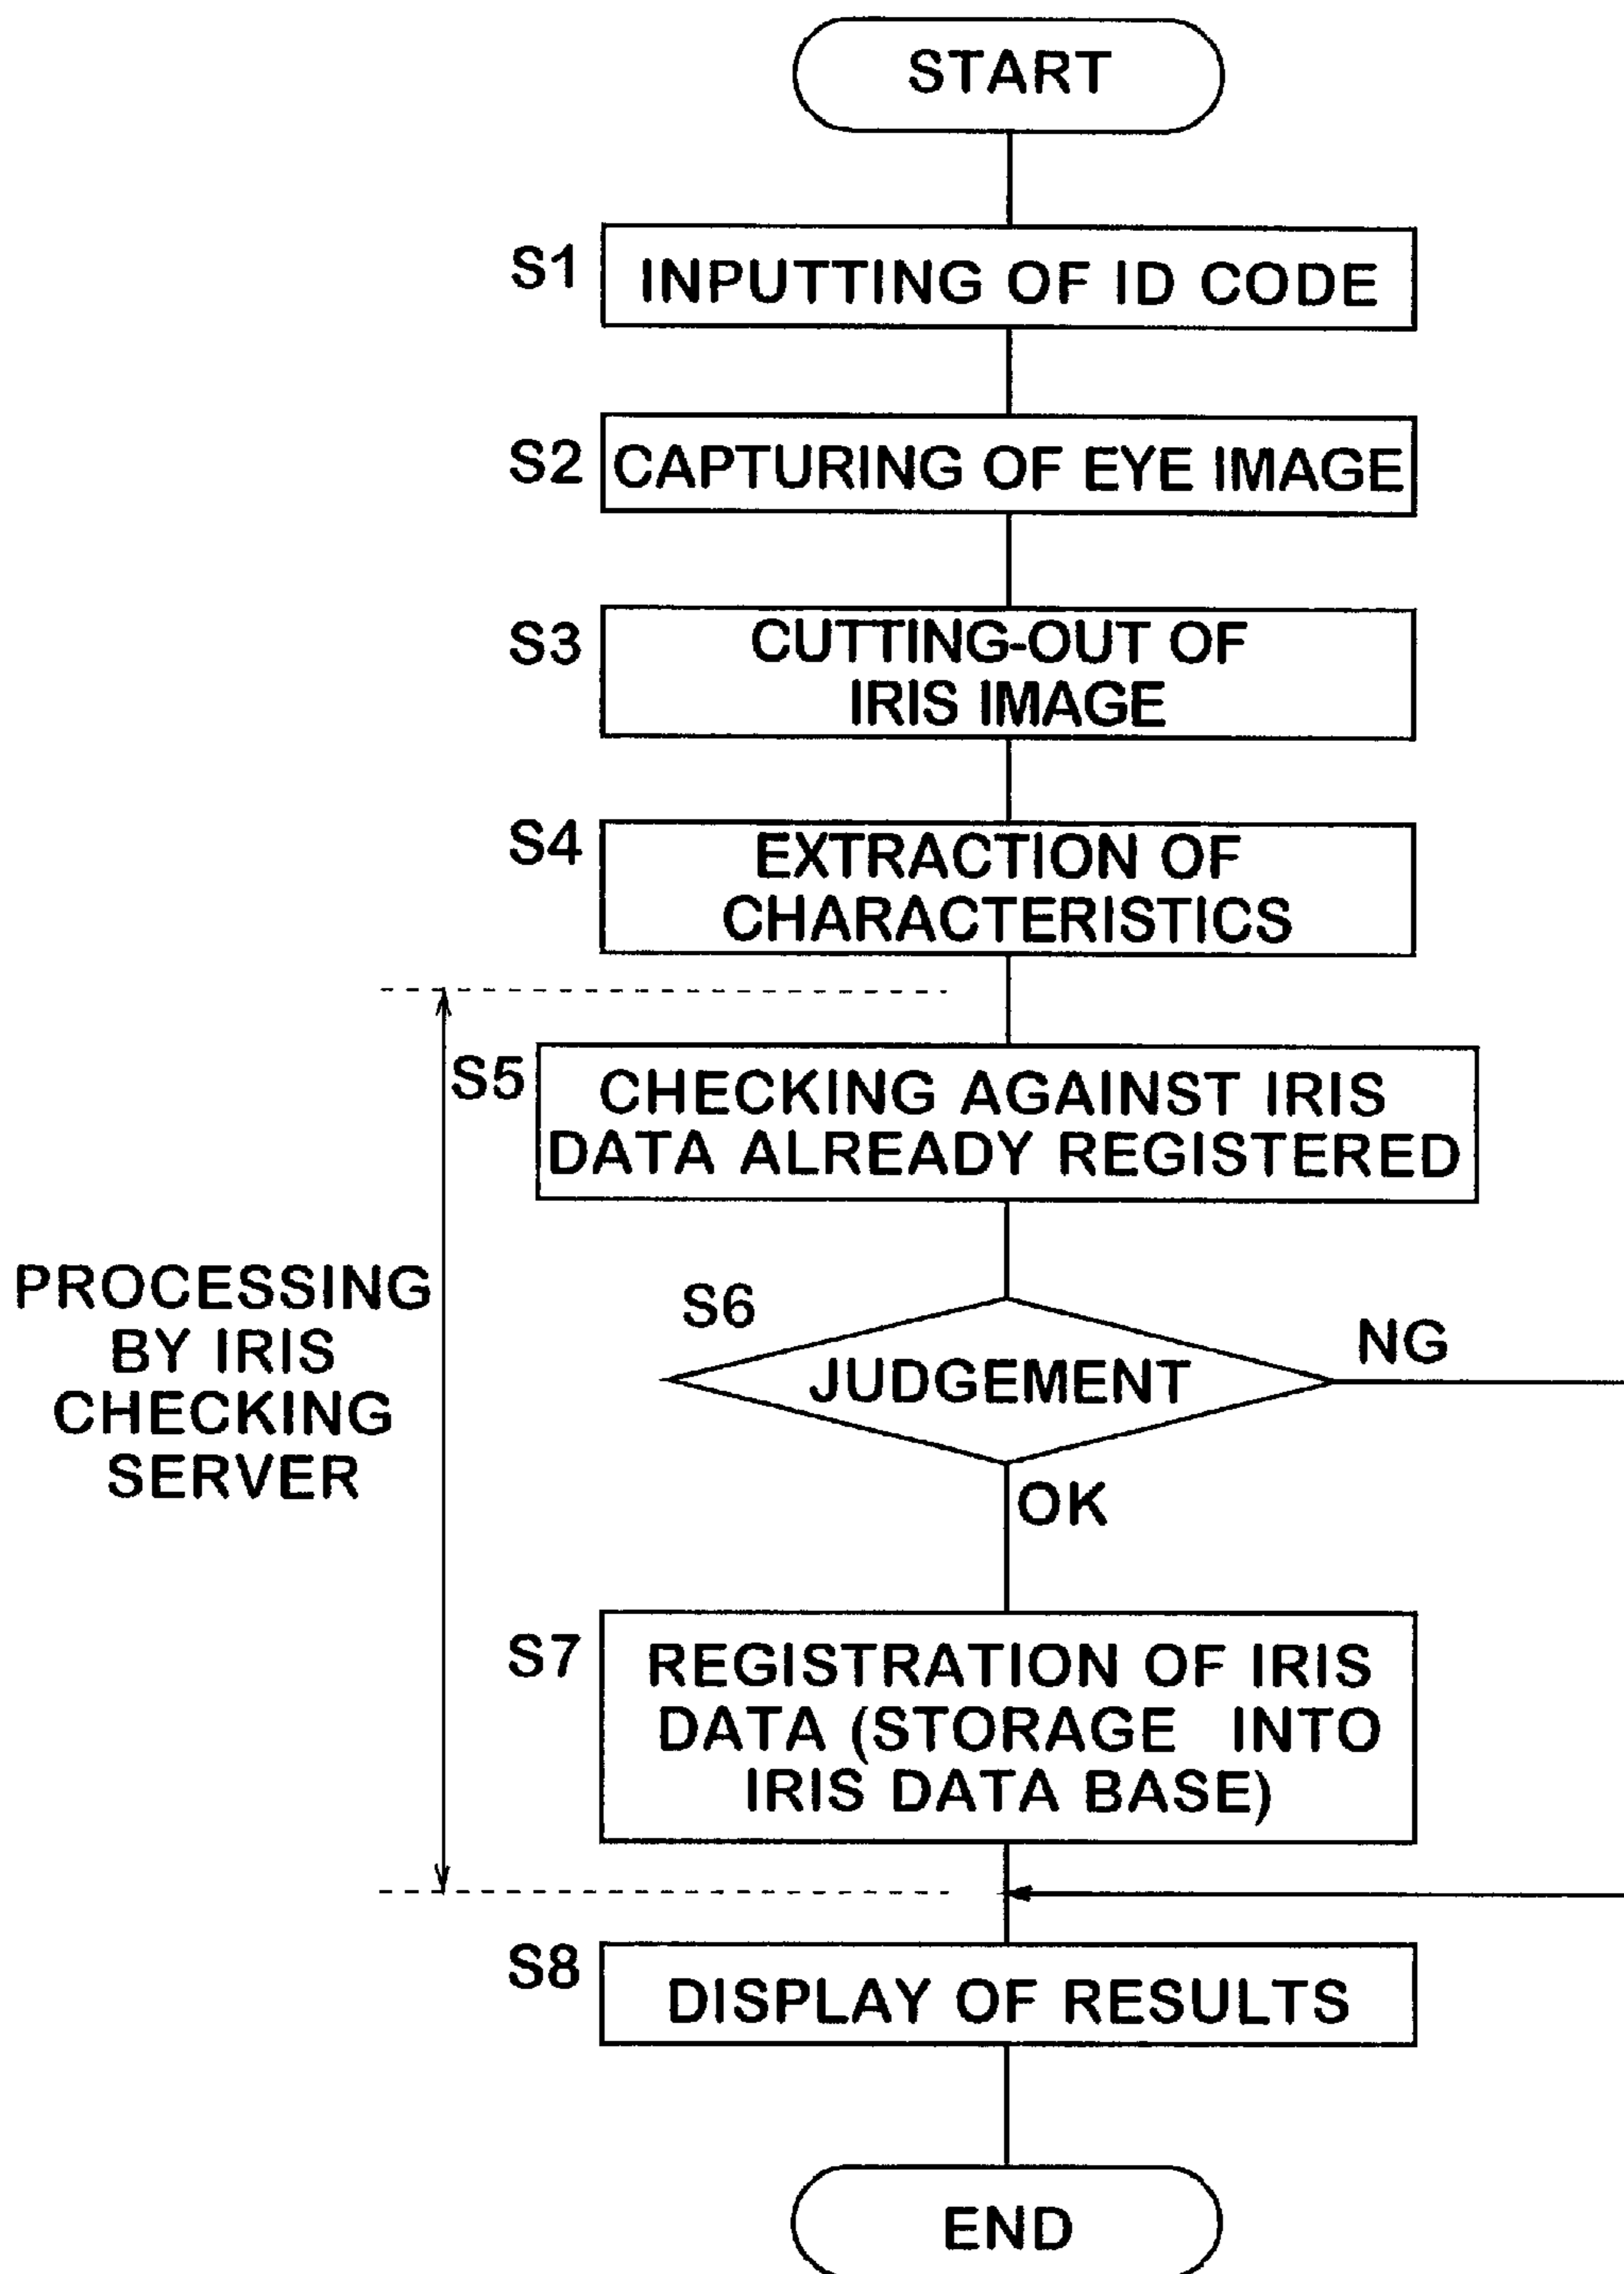 START
S1
INPUTTING OF ID CODE
S2
CAPTURING OF EYE IMAGE
S3
CUTTING-OUT OF
IRIS IMAGE
S4
EXTRACTION OF
CHARACTERISTICS
S5
CHECKING AGAINST IRIS
DATA ALREADY REGISTERED
PROCESSING
BY IRIS
CHECKING
SERVER
S6
JUDGEMENT
NG
OK
S7
REGISTRATION OF IRIS
DATA (STORAGE INTO
IRIS DATA BASE)
S8
DISPLAY OF RESULTS
END